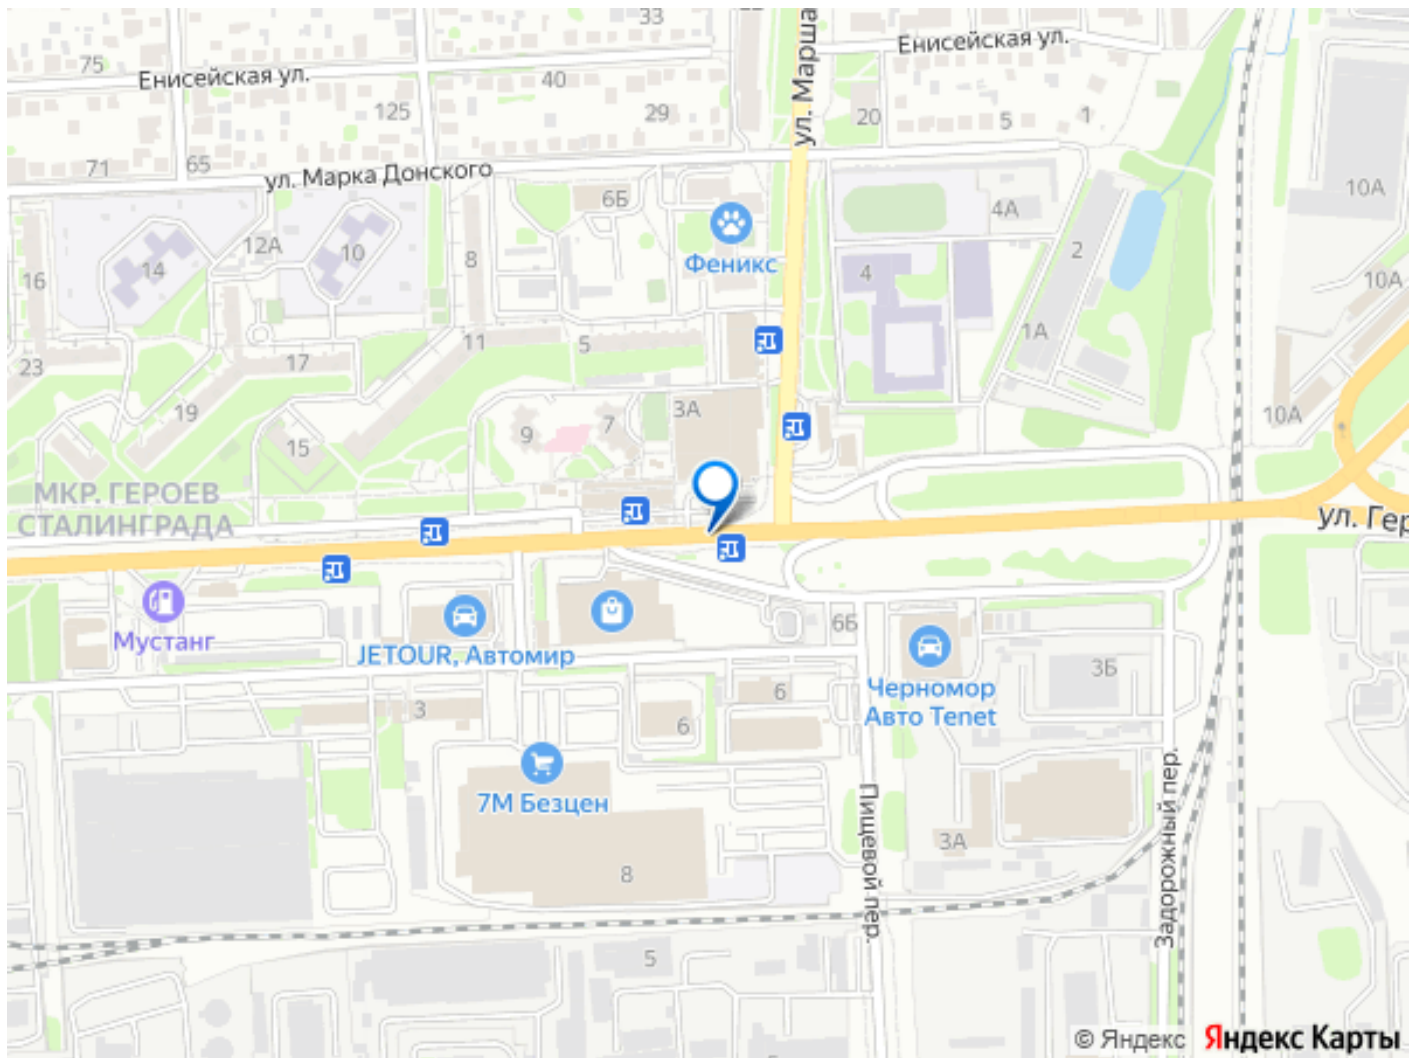 33
Енисейская ул.
75
Енисейская ул.
40
125
29
20
5
1
ул. Марша
71
65
ул. Марка Донского
6Б
4А
10А
12А
10
8
14
16
Феникс
4
2
10А
1А
11
5
17
23
19
3А
10А
15
9
7
МКР. ГЕРОЕВ
СТАЛИНГРАДА
ул. Гер
Мустанг
JETOUR, Автомир
6Б
Черномор
Авто Tenet
3Б
6
3
6
7М Безцен
Пищевой пер.
Задорожный пер.
3А
8
5
© Яндекс Яндекс Карты